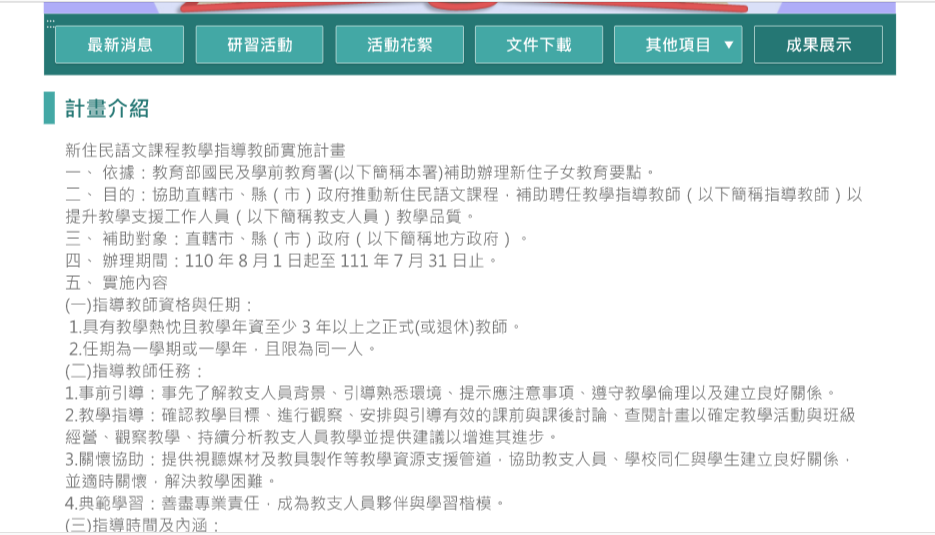 :::
最新消息
研習活動
活動花絮
文件下載
其他項目 ▼
成果展示
計畫介紹
新住民語文課程教學指導教師實施計畫
一、 依據：教育部國民及學前教育署(以下簡稱本署)補助辦理新住子女教育要點。
二、 目的：協助直轄市、縣（市）政府推動新住民語文課程，補助聘任教學指導教師（以下簡稱指導教師）以
提升教學支援工作人員（以下簡稱教支人員）教學品質。
三、 補助對象：直轄市、縣（市）政府（以下簡稱地方政府）。
四、 辦理期間：110 年 8 月 1 日起至 111 年 7 月 31 日止。
五、 實施內容
(一)指導教師資格與任期：
1.具有教學熱忱且教學年資至少 3 年以上之正式(或退休)教師。
2.任期為一學期或一學年，且限為同一人。
(二)指導教師任務：
1.事前引導：事先了解教支人員背景、引導熟悉環境、提示應注意事項、遵守教學倫理以及建立良好關係。
2.教學指導：確認教學目標、進行觀察、安排與引導有效的課前與課後討論、查閱計畫以確定教學活動與班級
經營、觀察教學、持續分析教支人員教學並提供建議以增進其進步。
3.關懷協助：提供視聽媒材及教具製作等教學資源支援管道，協助教支人員、學校同仁與學生建立良好關係，
並適時關懷，解決教學困難。
4.典範學習：善盡專業責任，成為教支人員夥伴與學習楷模。
(三)指導時間及內涵：